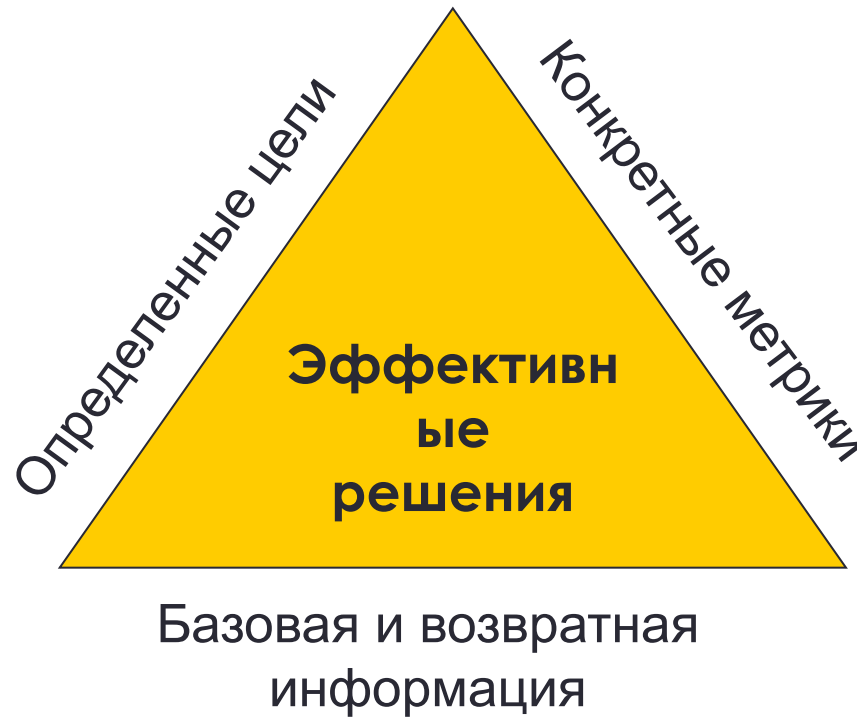 Определенные цели
Конкретные метрики
Эффективн
ые
решения
Базовая и возвратная
информация